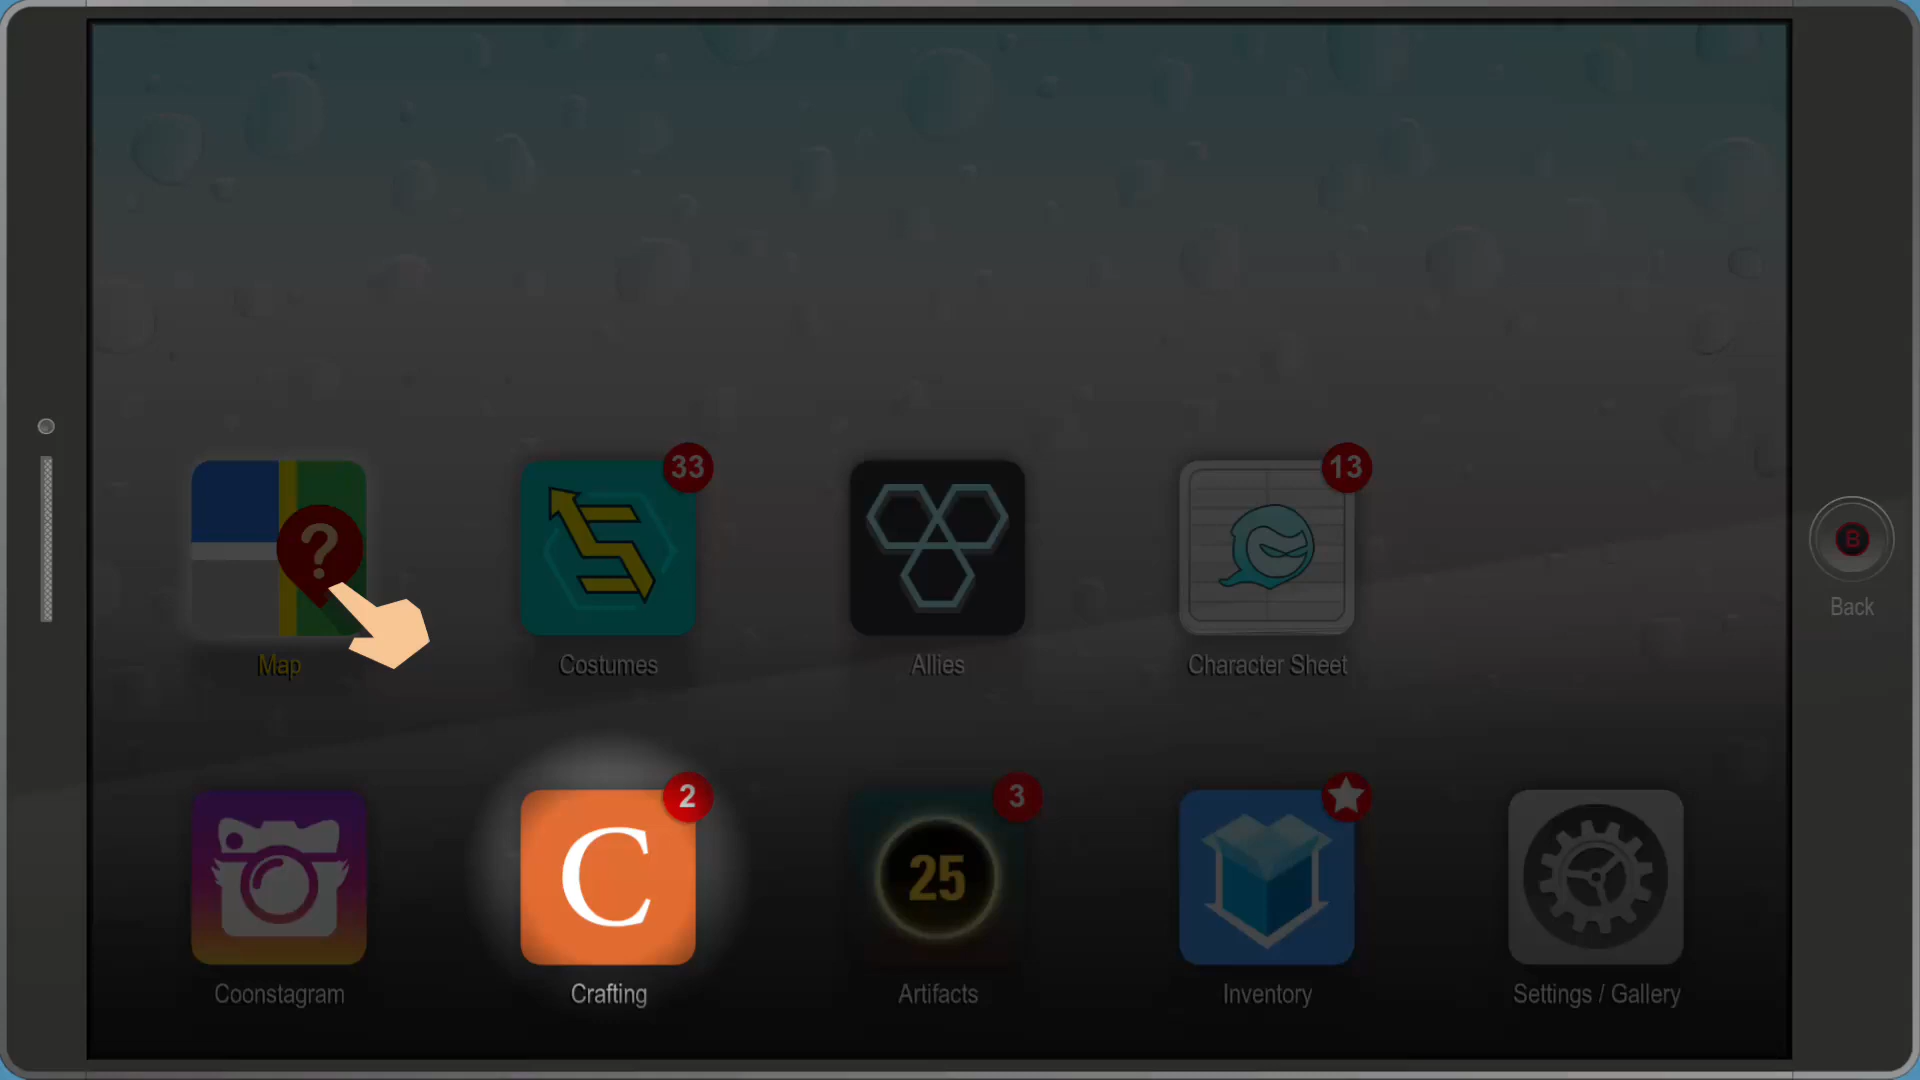 33
13
?
Map
Costumes
Allies
Character Sheet
B
Back
2
3
C
25
Coonstagram
Crafting
Artifacts
Inventory
Settings / Gallery